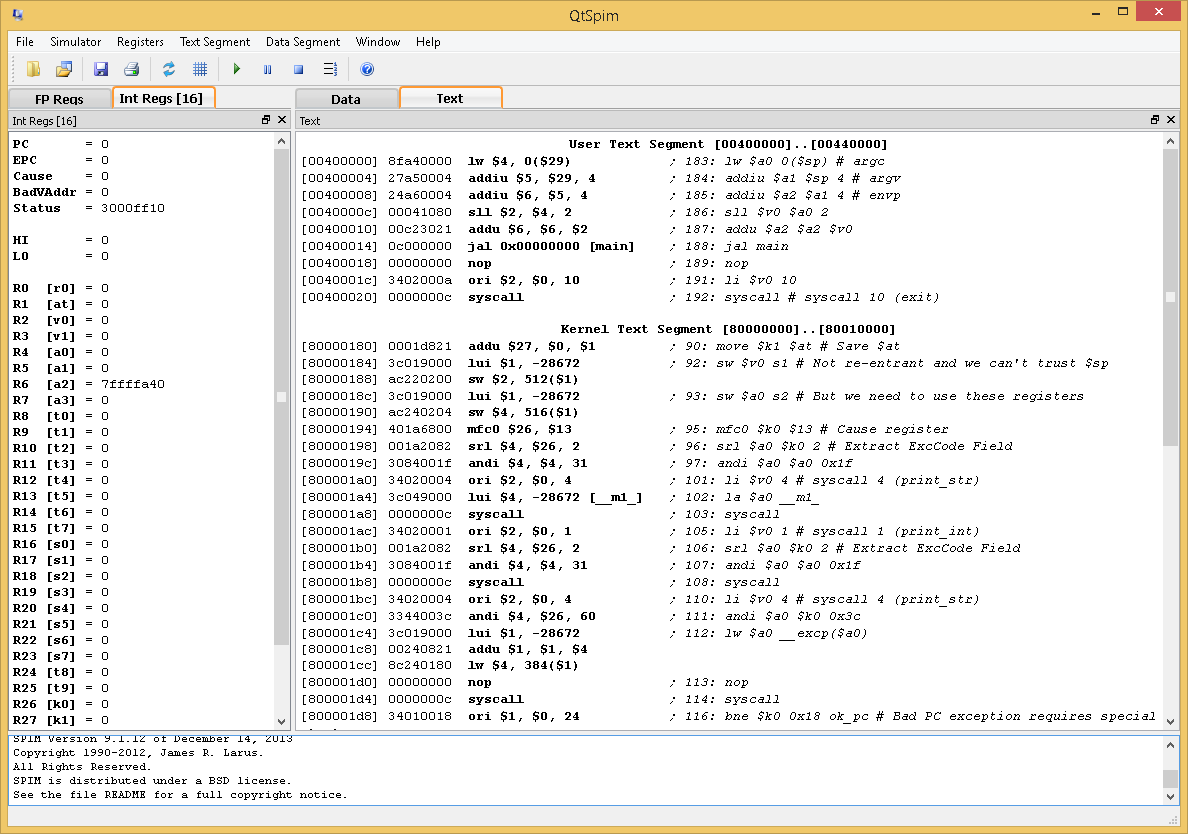 QtSpim
File Simulator Registers Text Segment Data Segment Window Help
FP Regs Int Regs [16] Data Text
Int Regs [16]
PC = 0
EPC = 0
Cause = 0
BadVAddr = 0
Status = 3000ff10
HI = 0
LO = 0
R0 [r0] = 0
R1 [at] = 0
R2 [v0] = 0
R3 [v1] = 0
R4 [a0] = 0
R5 [a1] = 0
R6 [a2] = 7ffffa40
R7 [a3] = 0
R8 [t0] = 0
R9 [t1] = 0
R10 [t2] = 0
R11 [t3] = 0
R12 [t4] = 0
R13 [t5] = 0
R14 [t6] = 0
R15 [t7] = 0
R16 [s0] = 0
R17 [s1] = 0
R18 [s2] = 0
R19 [s3] = 0
R20 [s4] = 0
R21 [s5] = 0
R22 [s6] = 0
R23 [s7] = 0
R24 [t8] = 0
R25 [t9] = 0
R26 [k0] = 0
R27 [k1] = 0
Text
User Text Segment [00400000]..[00440000]
[00400000] 8fa40000 lw $4, 0($29) ; 183: lw $a0 0($sp) # argc
[00400004] 27a50004 addiu $5, $29, 4 ; 184: addiu $a1 $sp 4 # argv
[00400008] 24a60004 addiu $6, $5, 4 ; 185: addiu $a2 $a1 4 # envp
[0040000c] 00041080 sll $2, $4, 2 ; 186: sll $v0 $a0 2
[00400010] 00c23021 addu $6, $6, $2 ; 187: addu $a2 $a2 $v0
[00400014] 0c000000 jal 0x00000000 [main] ; 188: jal main
[00400018] 00000000 nop ; 189: nop
[0040001c] 3402000a ori $2, $0, 10 ; 191: li $v0 10
[00400020] 0000000c syscall ; 192: syscall # syscall 10 (exit)
Kernel Text Segment [80000000]..[80010000]
[80000180] 0001d821 addu $27, $0, $1 ; 90: move $k1 $at # Save $at
[80000184] 3c019000 lui $1, -28672 ; 92: sw $v0 s1 # Not re-entrant and we can't trust $sp
[80000188] ac220200 sw $2, 512($1)
[8000018c] 3c019000 lui $1, -28672 ; 93: sw $a0 s2 # But we need to use these registers
[80000190] ac240204 sw $4, 516($1)
[80000194] 401a6800 mfc0 $26, $13 ; 95: mfc0 $k0 $13 # Cause register
[80000198] 001a2082 srl $4, $26, 2 ; 96: srl $a0 $k0 2 # Extract ExcCode Field
[8000019c] 3084001f andi $4, $4, 31 ; 97: andi $a0 $a0 0x1f
[800001a0] 34020004 ori $2, $0, 4 ; 101: li $v0 4 # syscall 4 (print_str)
[800001a4] 3c049000 lui $4, -28672 [__m1_] ; 102: la $a0 __m1_
[800001a8] 0000000c syscall ; 103: syscall
[800001ac] 34020001 ori $2, $0, 1 ; 105: li $v0 1 # syscall 1 (print_int)
[800001b0] 001a2082 srl $4, $26, 2 ; 106: srl $a0 $k0 2 # Extract ExcCode Field
[800001b4] 3084001f andi $4, $4, 31 ; 107: andi $a0 $a0 0x1f
[800001b8] 0000000c syscall ; 108: syscall
[800001bc] 34020004 ori $2, $0, 4 ; 110: li $v0 4 # syscall 4 (print_str)
[800001c0] 3344003c andi $4, $26, 60 ; 111: andi $a0 $k0 0x3c
[800001c4] 3c019000 lui $1, -28672 ; 112: lw $a0 __excp($a0)
[800001c8] 00240821 addu $1, $1, $4
[800001cc] 8c240180 lw $4, 384($1)
[800001d0] 00000000 nop ; 113: nop
[800001d4] 0000000c syscall ; 114: syscall
[800001d8] 34010018 ori $1, $0, 24 ; 116: bne $k0 0x18 ok_pc # Bad PC exception requires special
SPIM Version 9.1.12 of December 14, 2013
Copyright 1990-2012, James R. Larus.
All Rights Reserved.
SPIM is distributed under a BSD license.
See the file README for a full copyright notice.